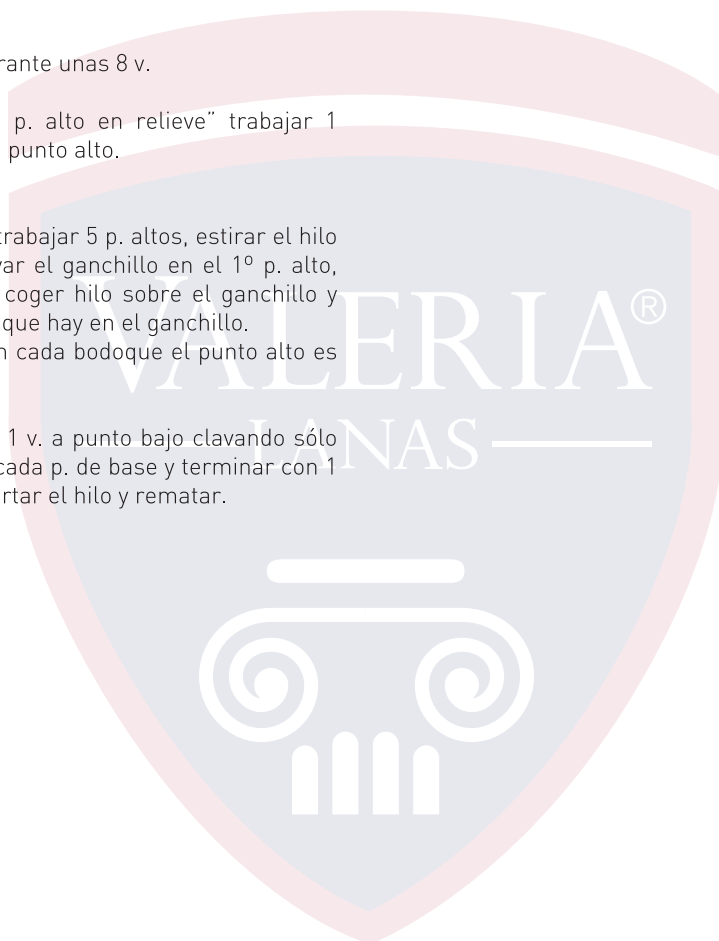 rante unas 8 v.
p. alto en relieve” trabajar 1
punto alto.
trabajar 5 p. altos, estirar el hilo
var el ganchillo en el 1º p. alto,
coger hilo sobre el ganchillo y
que hay en el ganchillo.
n cada bodoque el punto alto es
1 v. a punto bajo clavando sólo
cada p. de base y terminar con 1
rtar el hilo y rematar.
VALERIA®
LANAS